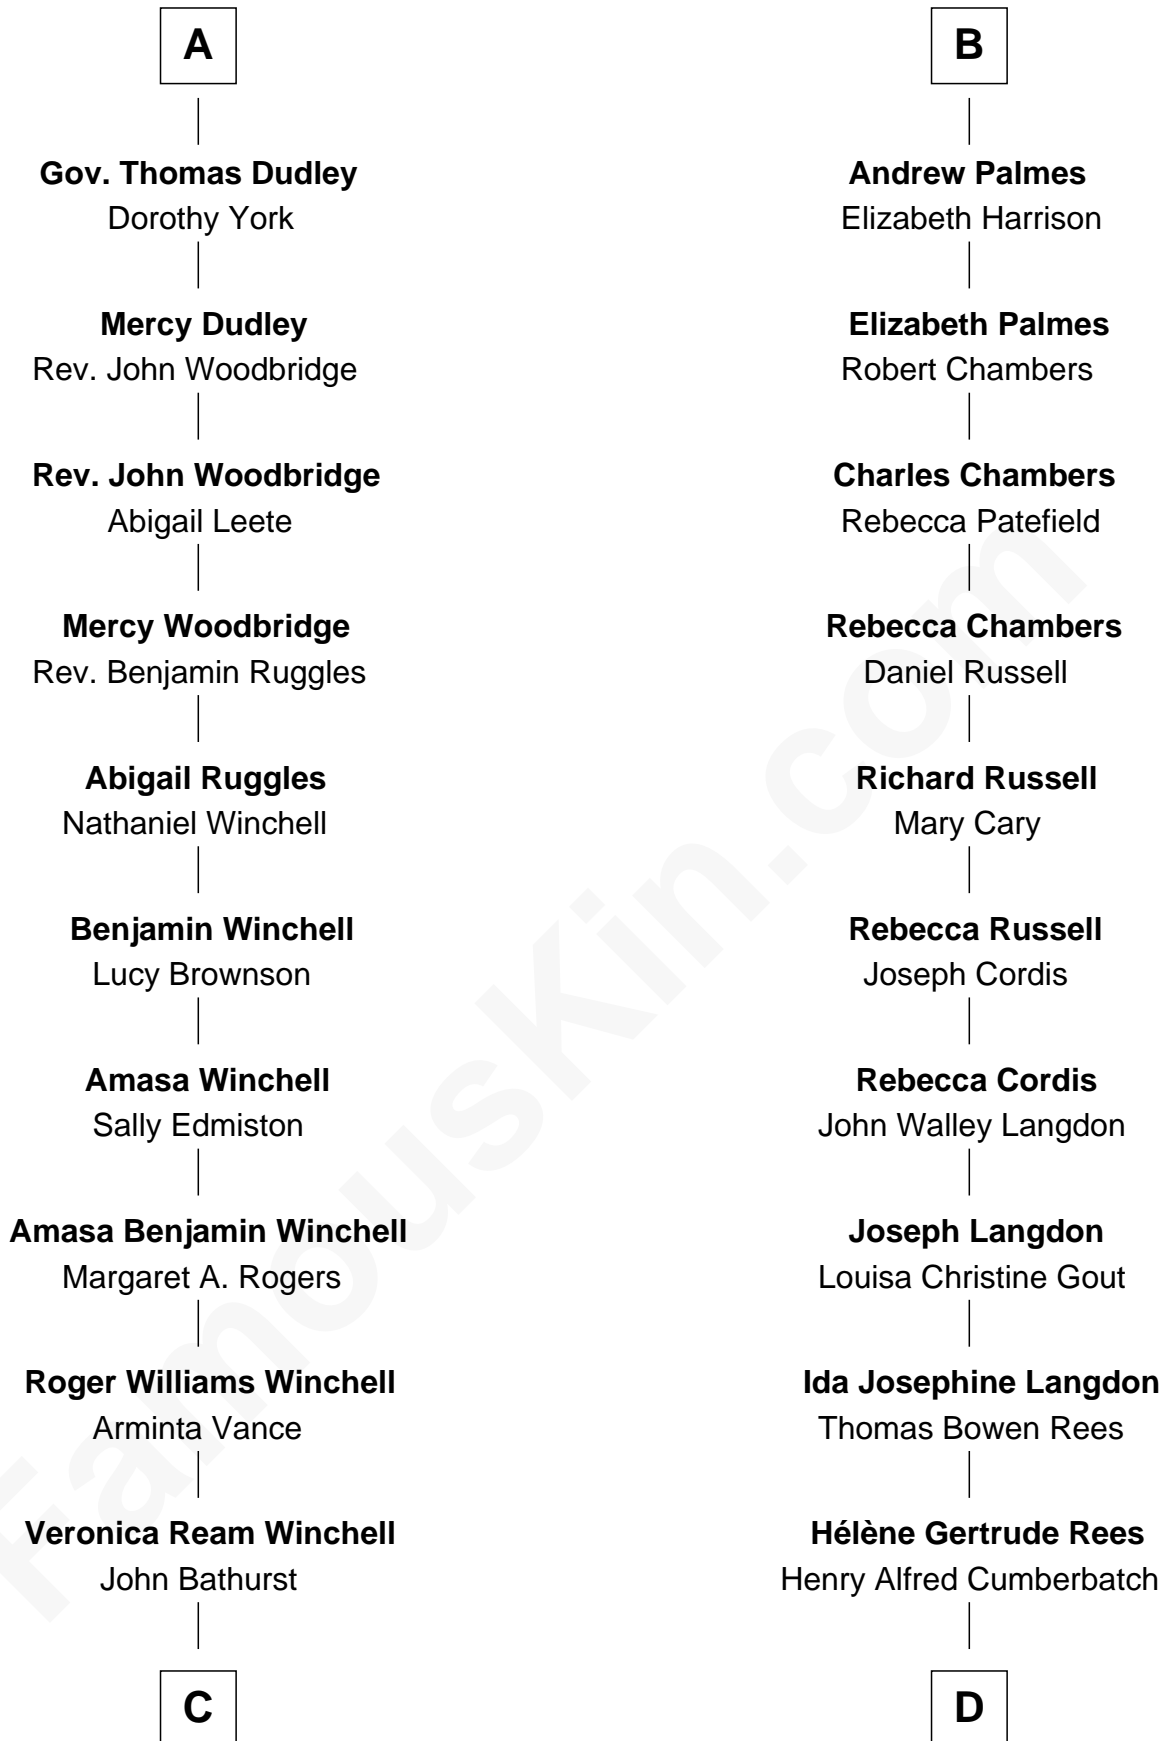 A
Gov. Thomas Dudley
Dorothy York
Mercy Dudley
Rev. John Woodbridge
Rev. John Woodbridge
Abigail Leete
Mercy Woodbridge
Rev. Benjamin Ruggles
Abigail Ruggles
Nathaniel Winchell
Benjamin Winchell
Lucy Brownson
Amasa Winchell
Sally Edmiston
Amasa Benjamin Winchell
Margaret A. Rogers
Roger Williams Winchell
Arminta Vance
Veronica Ream Winchell
John Bathurst
C
B
Andrew Palmes
Elizabeth Harrison
Elizabeth Palmes
Robert Chambers
Charles Chambers
Rebecca Patefield
Rebecca Chambers
Daniel Russell
Richard Russell
Mary Cary
Rebecca Russell
Joseph Cordis
Rebecca Cordis
John Walley Langdon
Joseph Langdon
Louisa Christine Gout
Ida Josephine Langdon
Thomas Bowen Rees
Hélène Gertrude Rees
Henry Alfred Cumberbatch
D
FamousKin.com